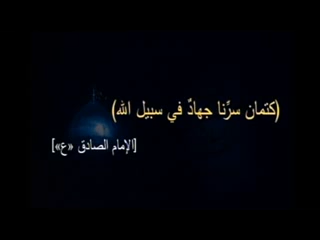 (كتمان سرِّنا جهادٌ في سبيل الله)
[الإمام الصادق «ع»]